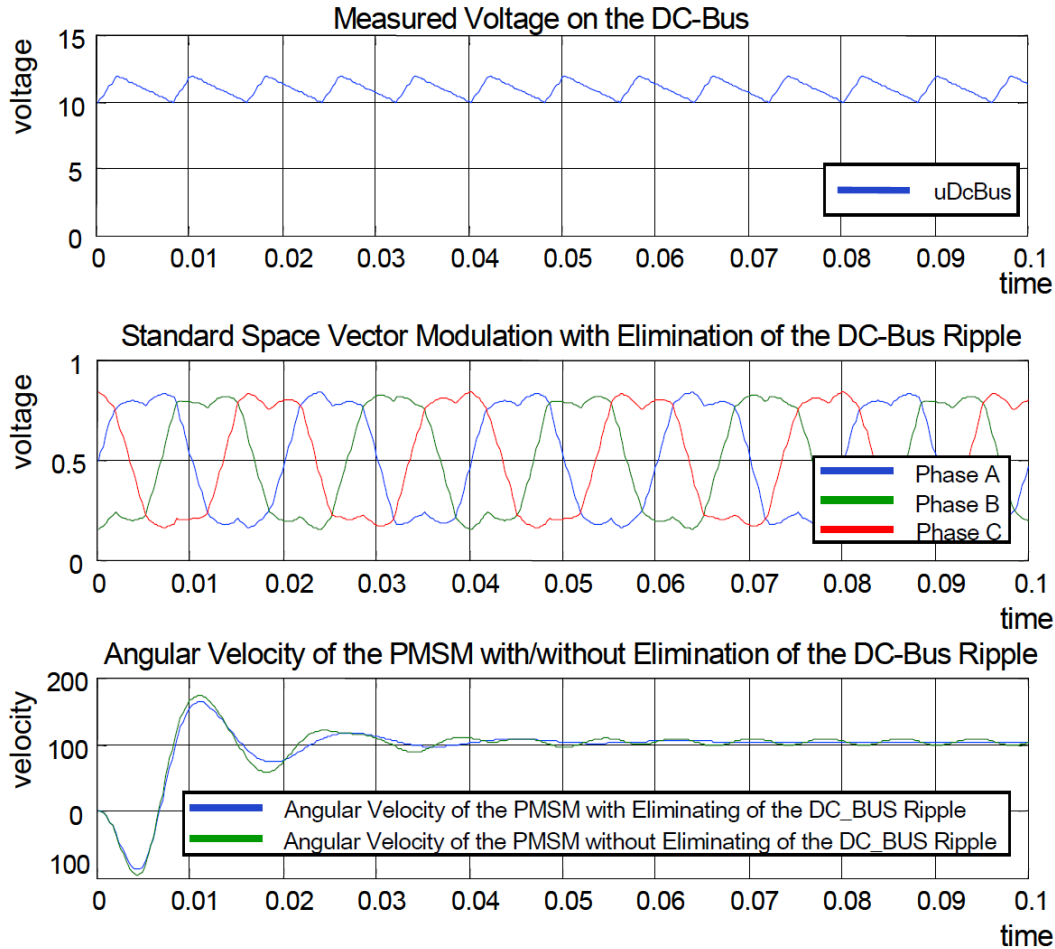 Measured Voltage on the DC-Bus
15
10
5
0
voltage
uDcBus
0 0.01 0.02 0.03 0.04 0.05 0.06 0.07 0.08 0.09 0.1
time
Standard Space Vector Modulation with Elimination of the DC-Bus Ripple
1
0.5
0
voltage
Phase A
Phase B
Phase C
0 0.01 0.02 0.03 0.04 0.05 0.06 0.07 0.08 0.09 0.1
time
Angular Velocity of the PMSM with/without Elimination of the DC-Bus Ripple
200
100
0
100
velocity
Angular Velocity of the PMSM with Eliminating of the DC_BUS Ripple
Angular Velocity of the PMSM without Eliminating of the DC_BUS Ripple
0 0.01 0.02 0.03 0.04 0.05 0.06 0.07 0.08 0.09 0.1
time